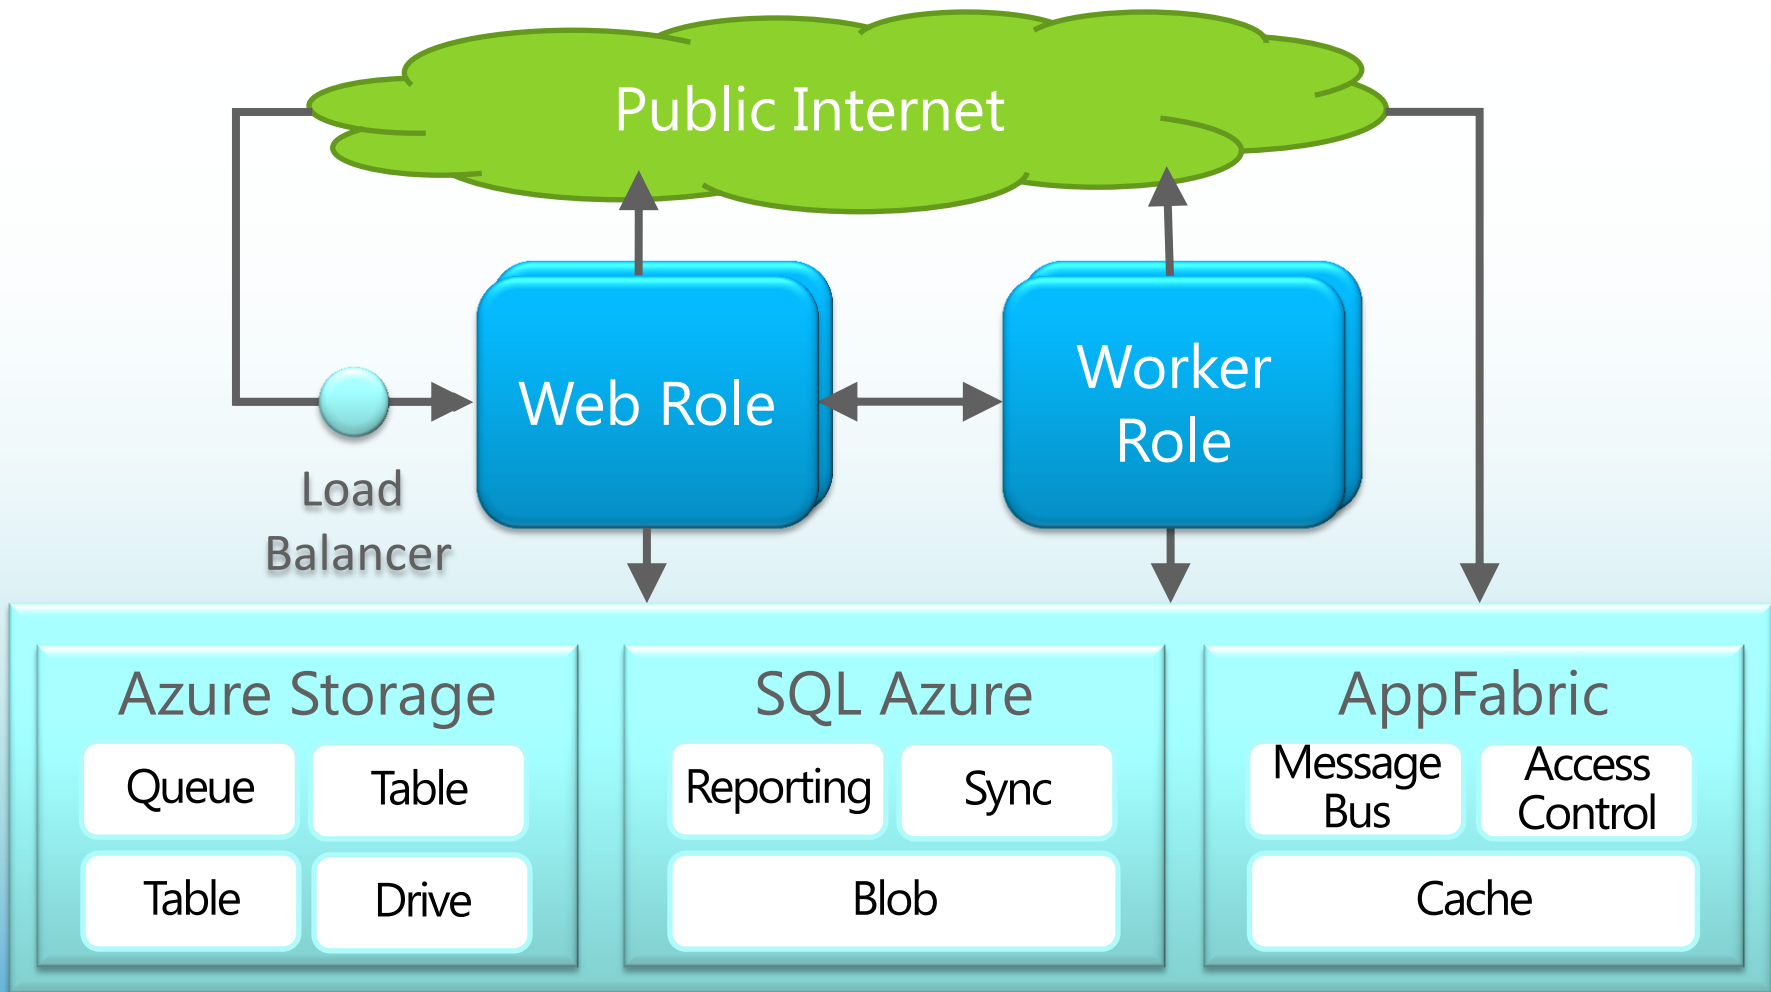 Public Internet
Web Role
Worker
Role
Load
Balancer
Azure Storage
Queue
Table
Table
Drive
SQL Azure
Reporting
Sync
Blob
AppFabric
Message
Bus
Access
Control
Cache